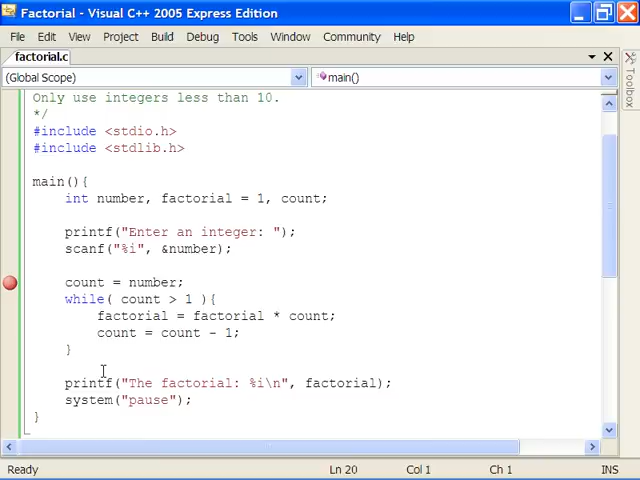 Factorial - Visual C++ 2005 Express Edition
File Edit View Project Build Debug Tools Window Community Help
factorial.c
(Global Scope) main()
Toolbox
Only use integers less than 10.
*/
#include <stdio.h>
#include <stdlib.h>
main(){
int number, factorial = 1, count;
printf("Enter an integer: ");
scanf("%i", &number);
count = number;
while( count > 1 ){
factorial = factorial * count;
count = count - 1;
}
printf("The factorial: %i\n", factorial);
system("pause");
}
Ready Ln 20 Col 1 Ch 1 INS